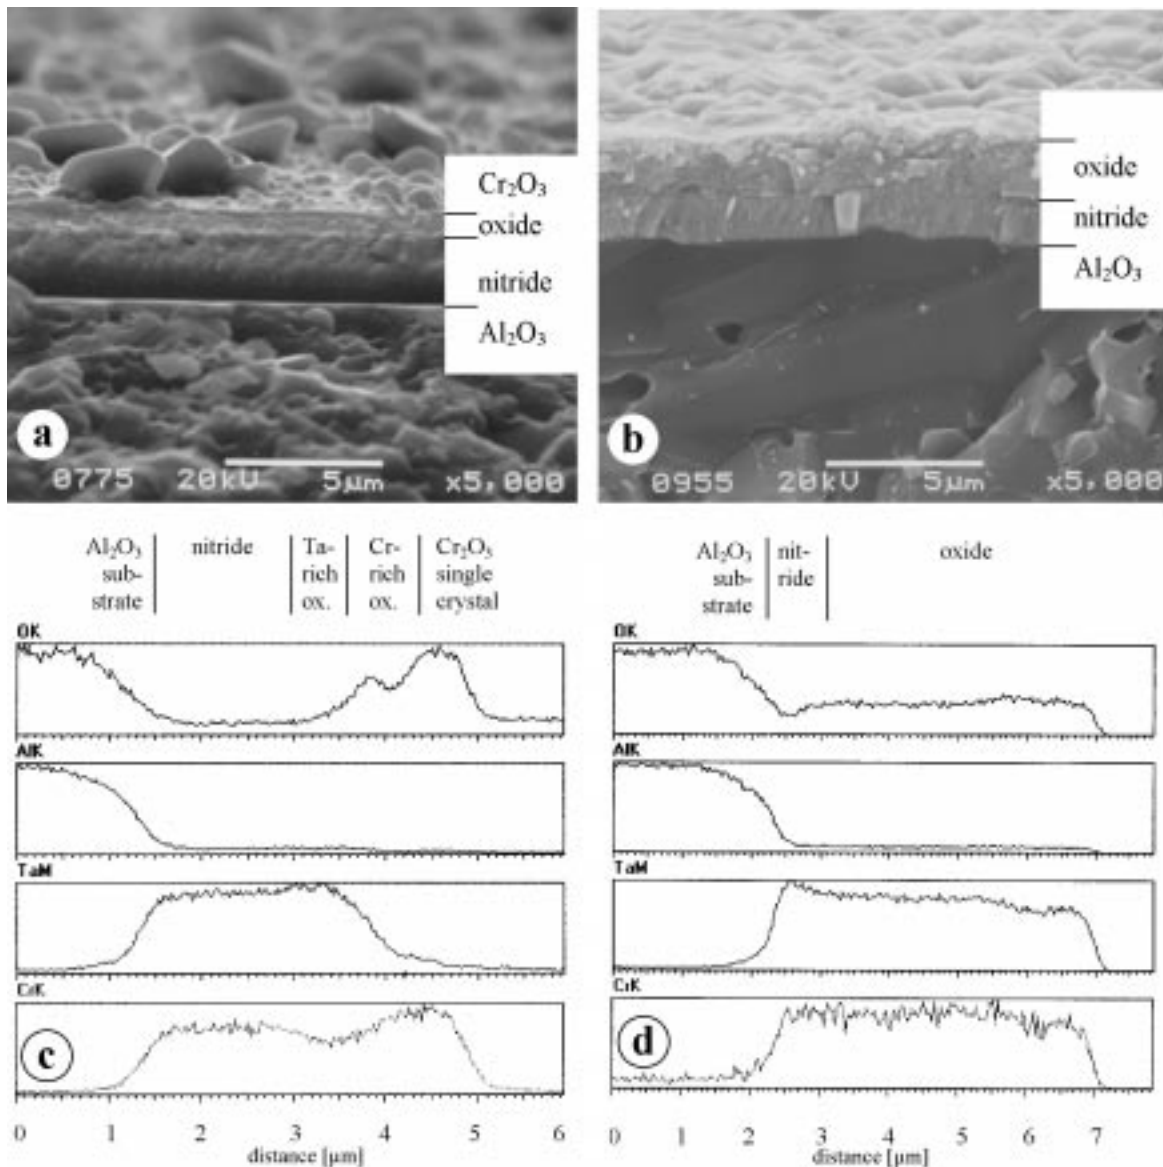 Cr₂O₃
oxide
nitride
Al₂O₃
a
0775 20kV 5µm x5,000
oxide
nitride
Al₂O₃
b
0955 20kV 5µm x5,000
Al₂O₃ sub- strate
nitride
Ta- rich ox.
Cr- rich ox.
Cr₂O₃ single crystal
OK
AlK
TaM
CrK
c
0 1 2 3 4 5 6
distance [µm]
Al₂O₃ sub- strate
nit- ride
oxide
OK
AlK
TaM
CrK
d
0 1 2 3 4 5 6 7
distance [µm]